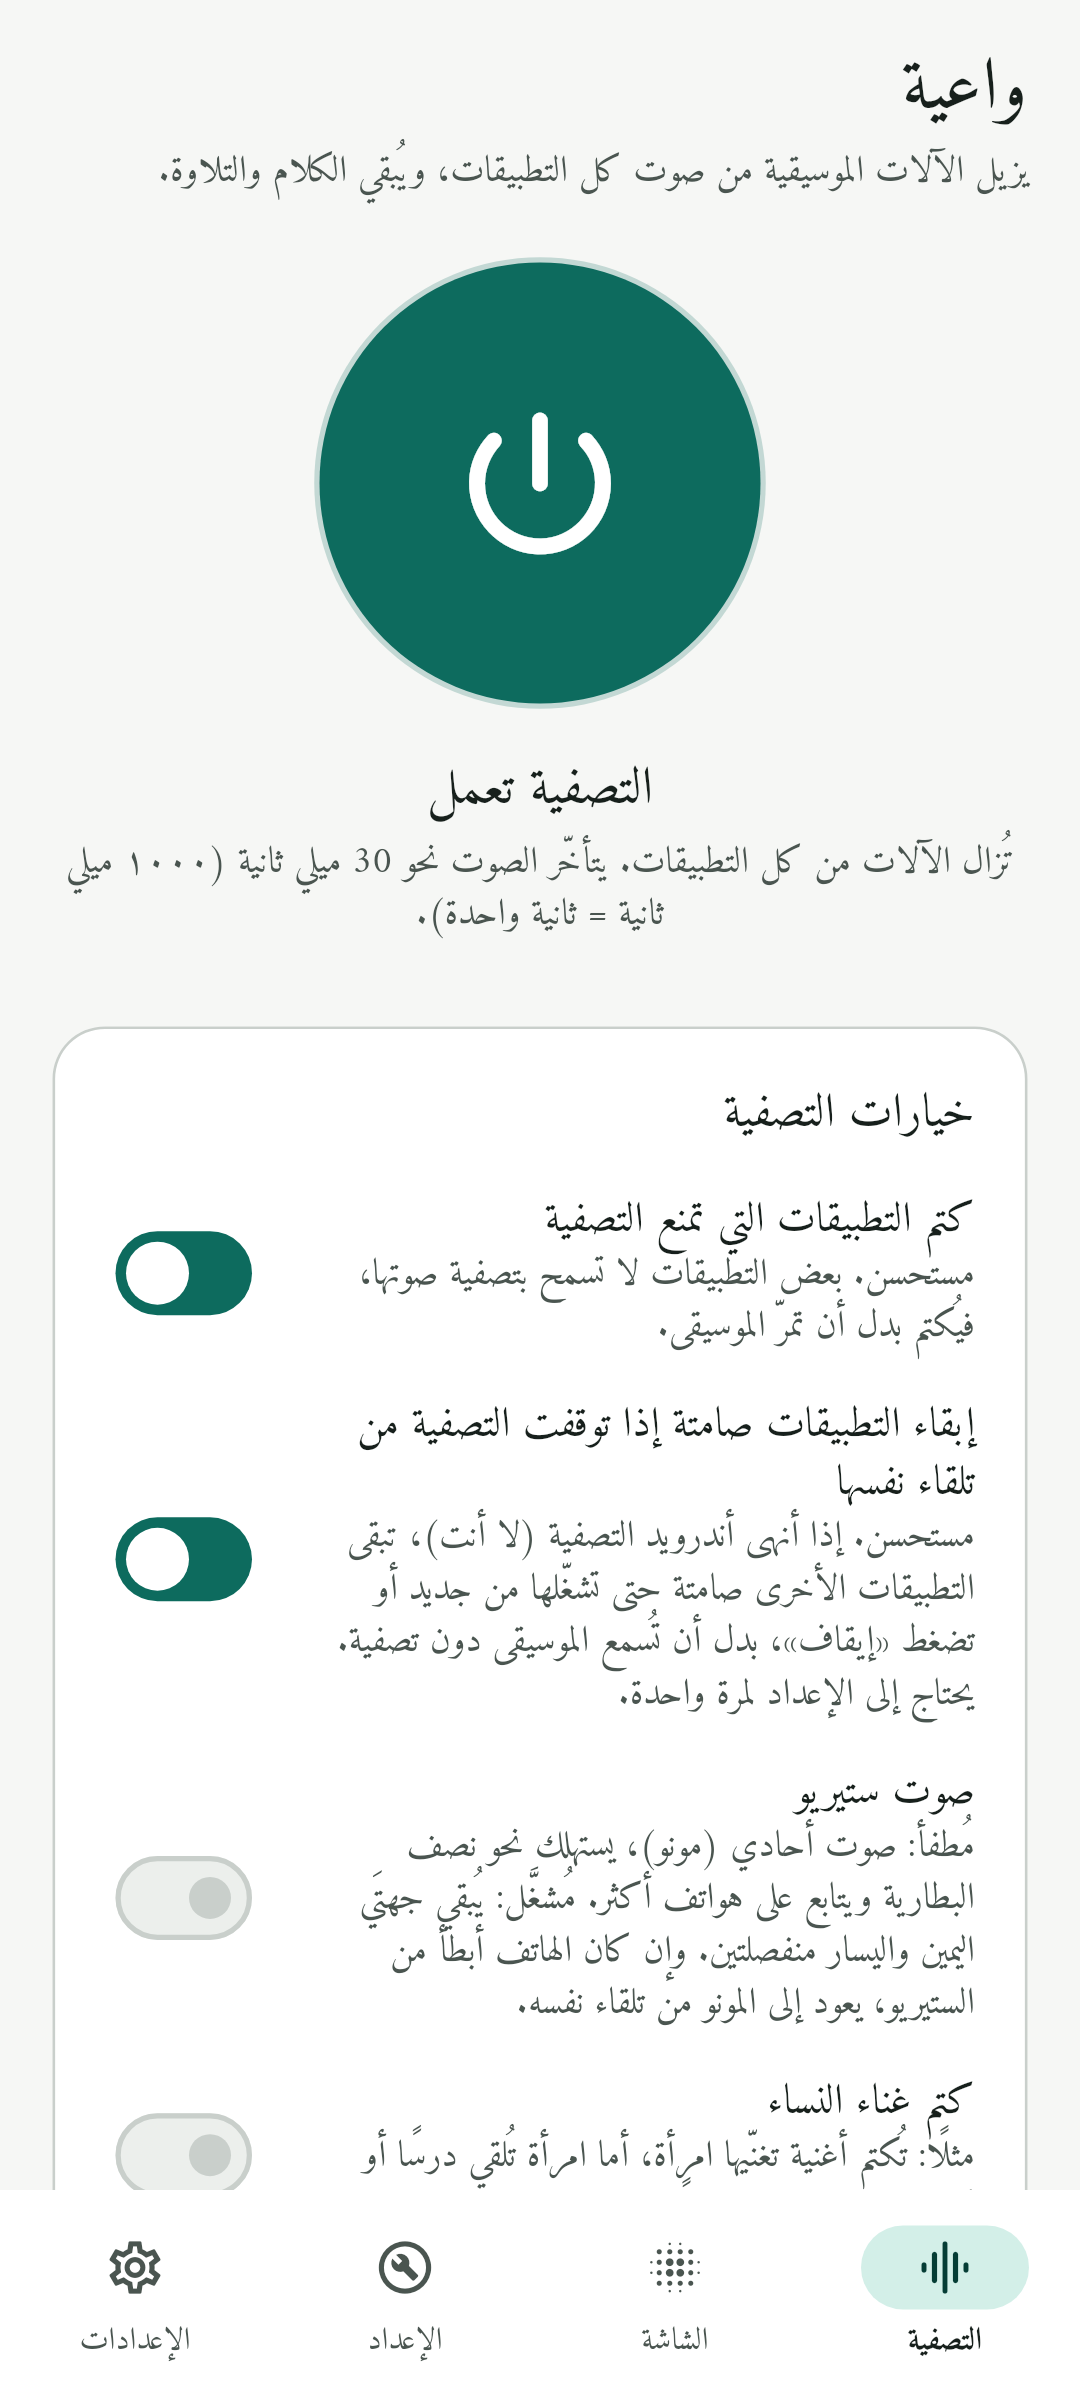 واعية
يزيل الآلات الموسيقية من صوت كل التطبيقات، ويُبقي الكلام والتلاوة.
التصفية تعمل
تُزال الآلات من كل التطبيقات. يتأخّر الصوت نحو 30 ميلي ثانية (١٠٠٠ ميلي
ثانية = ثانية واحدة).
خيارات التصفية
كتم التطبيقات التي تمنع التصفية
مستحسن. بعض التطبيقات لا تسمح بتصفية صوتها،
فيُكتم بدل أن تمرّ الموسيقى.
إبقاء التطبيقات صامتة إذا توقفت التصفية من
تلقاء نفسها
مستحسن. إذا أنهى أندرويد التصفية (لا أنت)، تبقى
التطبيقات الأخرى صامتة حتى تشغّلها من جديد أو
تضغط «إيقاف»، بدل أن تُسمع الموسيقى دون تصفية.
يحتاج إلى الإعداد لمرة واحدة.
صوت ستيريو
مُطفأ: صوت أحادي (مونو)، يستهلك نحو نصف
البطارية ويتابع على هواتف أكثر. مُشغَّل: يُبقي جهتَي
اليمين واليسار منفصلتين. وإن كان الهاتف أبطأ من
الستيريو، يعود إلى المونو من تلقاء نفسه.
كتم غناء النساء
مثلًا: تُكتم أغنية تغنّيها امرأة، أما امرأة تُلقي درسًا أو
التصفية
الشاشة
الإعداد
الإعدادات